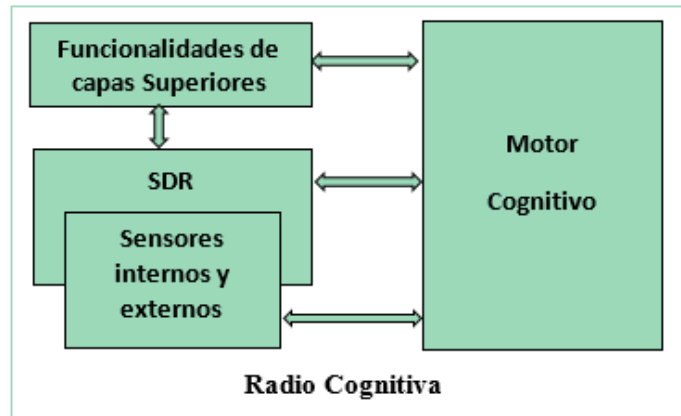 Funcionalidades de
capas Superiores
SDR
Sensores
internos y
externos
Motor
Cognitivo
Radio Cognitiva